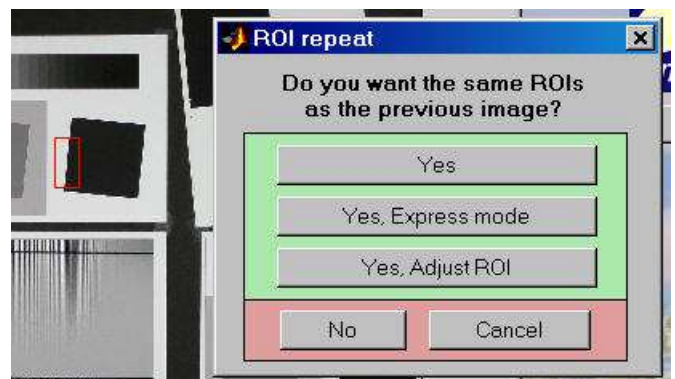 ROI repeat
Do you want the same ROIs
as the previous image?
Yes
Yes, Express mode
Yes, Adjust ROI
No
Cancel